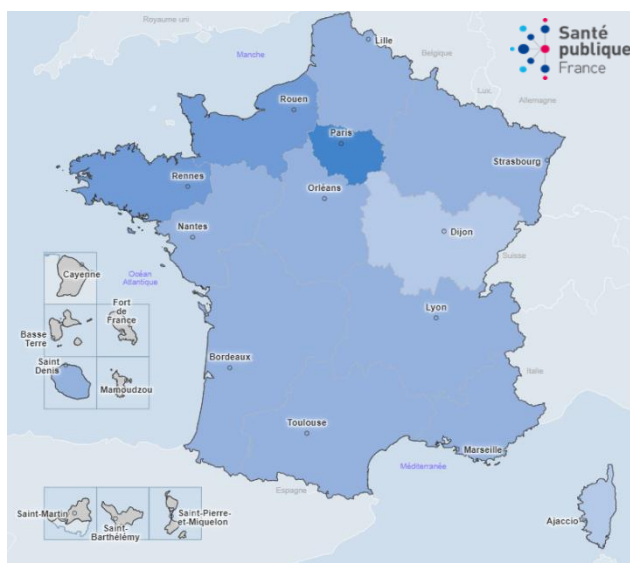 Royaume uni
Lille
Santé
publique
France
Manche
Belgique
Lux.
Allemagne
Rouen
Paris
Strasbourg
Rennes
Orléans
Nantes
Dijon
Suisse
Cayenne
Océan
Atlantique
Fort
de
France
Basse
Terre
Lyon
Saint
Denis
Mamoudzou
Bordeaux
Italie
Toulouse
Marseille
Méditerranée
Espagne
Saint-Martin
Saint-
Barthélémy
Saint-Pierre-
et-Miquelon
Ajaccio